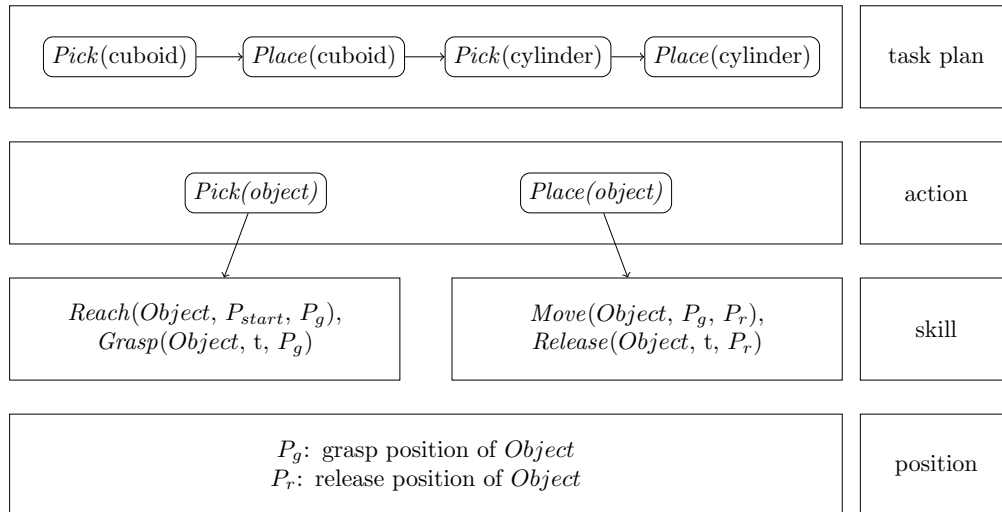 Pick(cuboid) Place(cuboid) Pick(cylinder) Place(cylinder) task plan
Pick(object) Place(object) action
Reach(Object, P_start, P_g),
Grasp(Object, t, P_g)
Move(Object, P_g, P_r),
Release(Object, t, P_r)
skill
P_g: grasp position of Object
P_r: release position of Object
position